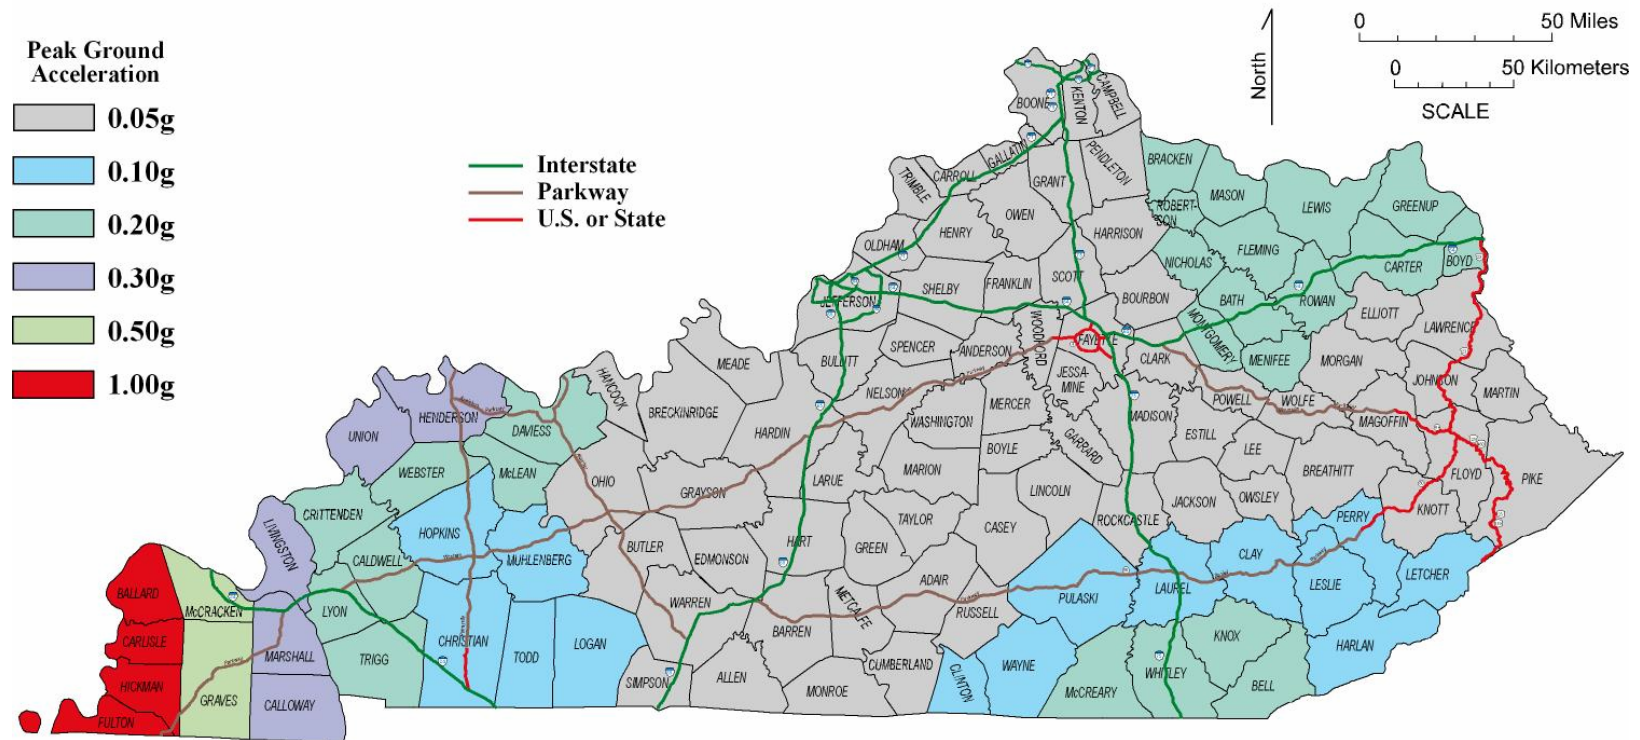 Peak Ground
Acceleration
0.05g
0.10g
0.20g
0.30g
0.50g
1.00g
Interstate
Parkway
U.S. or State
North
0 50 Miles
0 50 Kilometers
SCALE
BOONE
KENTON
CAMPBELL
GALLATIN
PENDLETON
BRACKEN
TRIMBLE
CARROLL
GRANT
MASON
ROBERT-
SON
LEWIS
GREENUP
OWEN
HENRY
HARRISON
OLDHAM
FLEMING
NICHOLAS
CARTER
BOYD
SHELBY
FRANKLIN
SCOTT
BOURBON
BATH
ROWAN
JEFFERSON
ELLIOTT
LAWRENCE
WOODFORD
FAYETTE
MONTGOMERY
SPENCER
ANDERSON
CLARK
MENIFEE
MORGAN
MEADE
BULLITT
JESSA-
MINE
JOHNSON
MARTIN
HANCOCK
NELSON
MERCER
POWELL
WOLFE
BRECKINRIDGE
WASHINGTON
MADISON
MAGOFFIN
HENDERSON
DAVIESS
HARDIN
GARRARD
ESTILL
UNION
BOYLE
LEE
WEBSTER
McLEAN
MARION
BREATHITT
FLOYD
PIKE
OHIO
GRAYSON
LARUE
LINCOLN
JACKSON
OWSLEY
KNOTT
CRITTENDEN
LIVINGSTON
TAYLOR
CASEY
ROCKCASTLE
PERRY
HOPKINS
BUTLER
HART
GREEN
CLAY
CALDWELL
MUHLENBERG
EDMONSON
LETCHER
BALLARD
McCRACKEN
LYON
WARREN
METCALFE
ADAIR
RUSSELL
PULASKI
LAUREL
LESLIE
CARLISLE
CHRISTIAN
BARREN
KNOX
HARLAN
MARSHALL
TRIGG
TODD
LOGAN
CUMBERLAND
WAYNE
WHITLEY
HICKMAN
SIMPSON
ALLEN
CLINTON
BELL
GRAVES
CALLOWAY
MONROE
McCREARY
FULTON